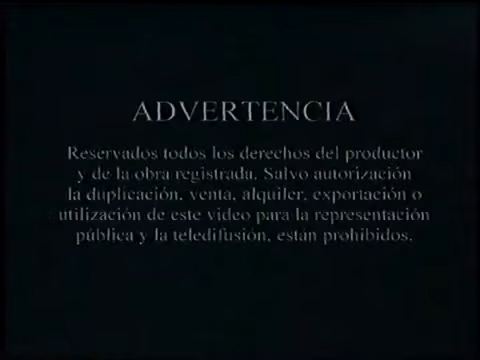 ADVERTENCIA
Reservados todos los derechos del productor
y de la obra registrada. Salvo autorización
la duplicación, venta, alquiler, exportación o
utilización de este video para la representación
pública y la teledifusión, están prohibidos.